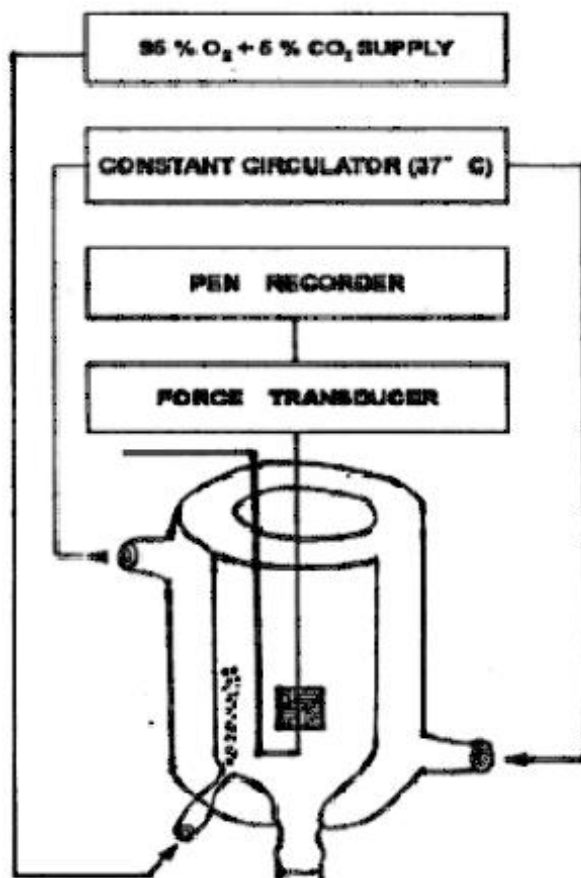 95 % O₂ + 5 % CO₂ SUPPLY
CONSTANT CIRCULATOR (37° C)
PEN RECORDER
FORCE TRANSDUCER